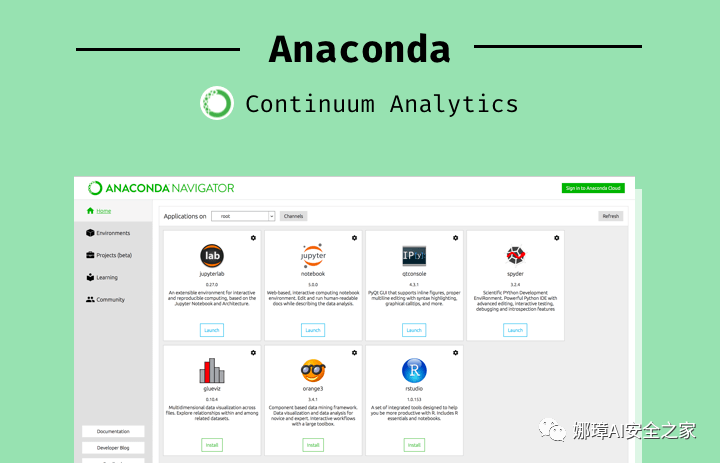 Anaconda
Continuum Analytics
ANACONDA NAVIGATOR
Sign in to Anaconda Cloud
Home
Environments
Projects (beta)
Learning
Community
Documentation
Developer Blog
Applications on
root
Channels
Refresh
lab
jupyterlab
0.27.0
An extensible environment for interactive
and reproducible computing, based on the
Jupyter Notebook and Architecture.
Launch
jupyter
notebook
5.0.0
Web-based, interactive computing notebook
environment. Edit and run human-readable
docs while describing the data analysis.
Launch
IP[y]:
qtconsole
4.3.1
PyQt GUI that supports inline figures, proper
multiline editing with syntax highlighting,
graphical calltips, and more.
Launch
spyder
3.2.4
Scientific PYthon Development
EnviRonment. Powerful Python IDE with
advanced editing, interactive testing,
debugging and introspection features
Launch
glueviz
0.10.4
Multidimensional data visualization across
files. Explore relationships within and among
related datasets.
Install
orange3
3.4.1
Component based data mining framework.
Data visualization and data analysis for
novice and expert. Interactive workflows
with a large toolbox.
Install
R
rstudio
1.0.153
A set of integrated tools designed to help
you be more productive with R. Includes R
essentials and notebooks.
Install
娜璋AI安全之家